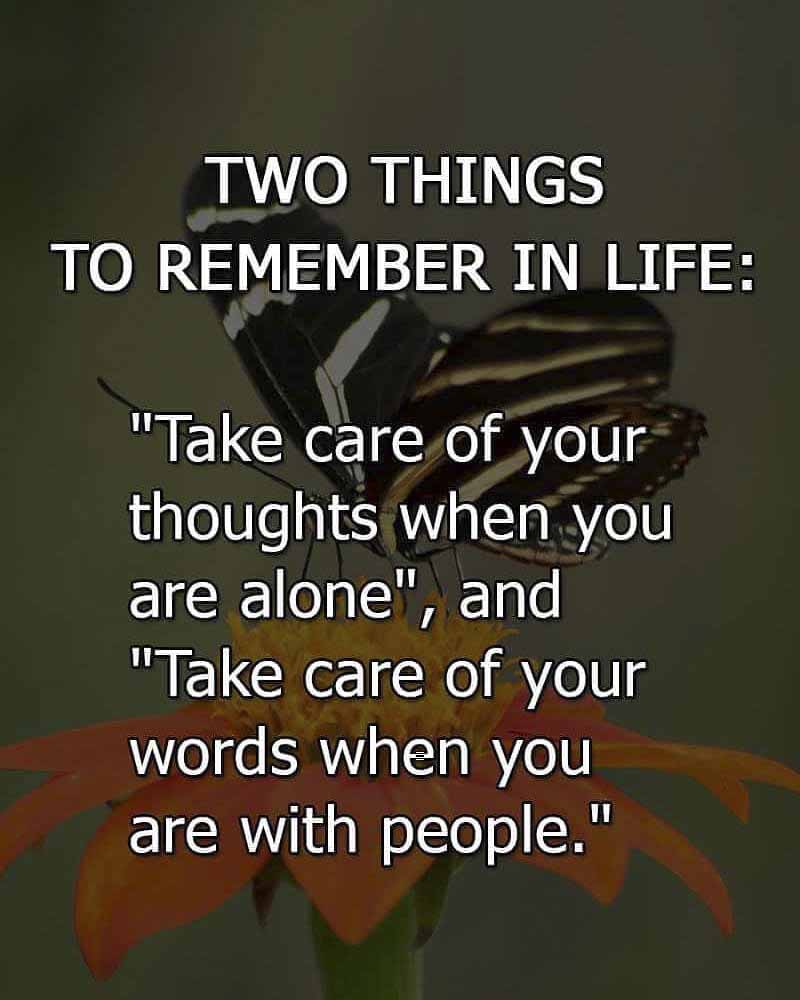 TWO THINGS
TO REMEMBER IN LIFE:
"Take care of your
thoughts when you
are alone", and
"Take care of your
words when you
are with people."